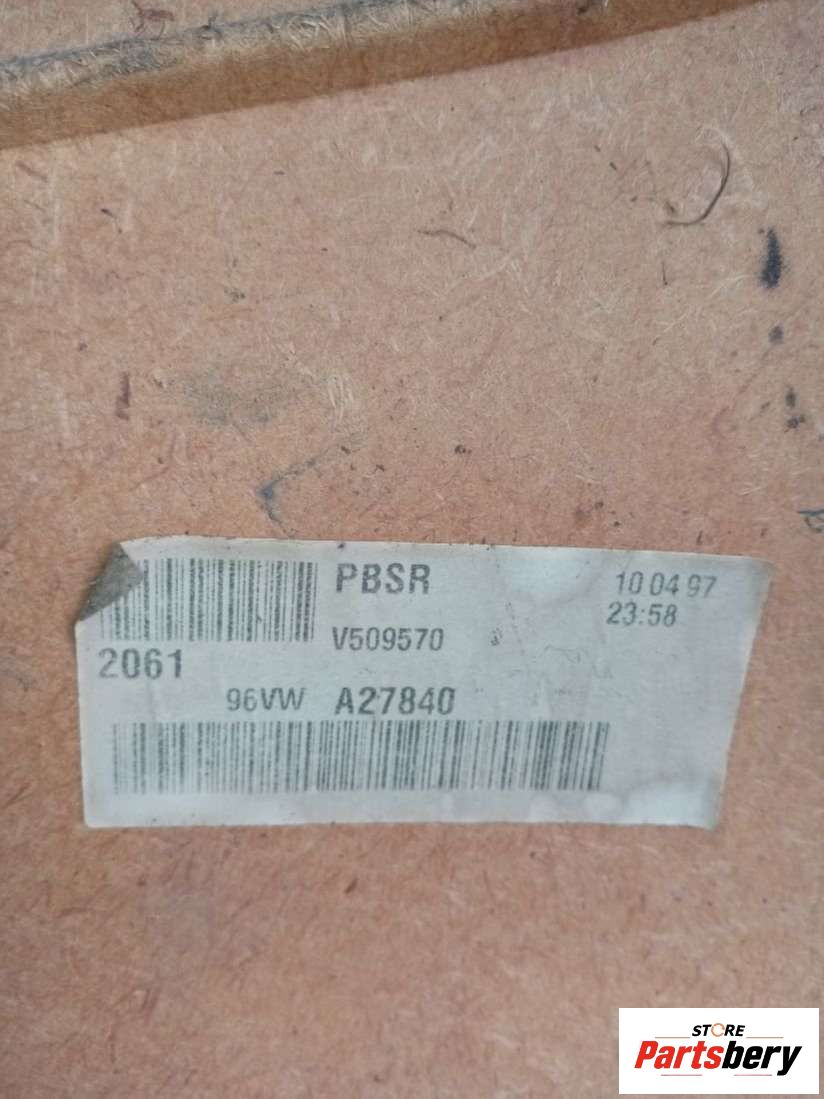 PBSR 10 04 97
V509570 23:58
2061
96VW A27840
STORE
Partsbery